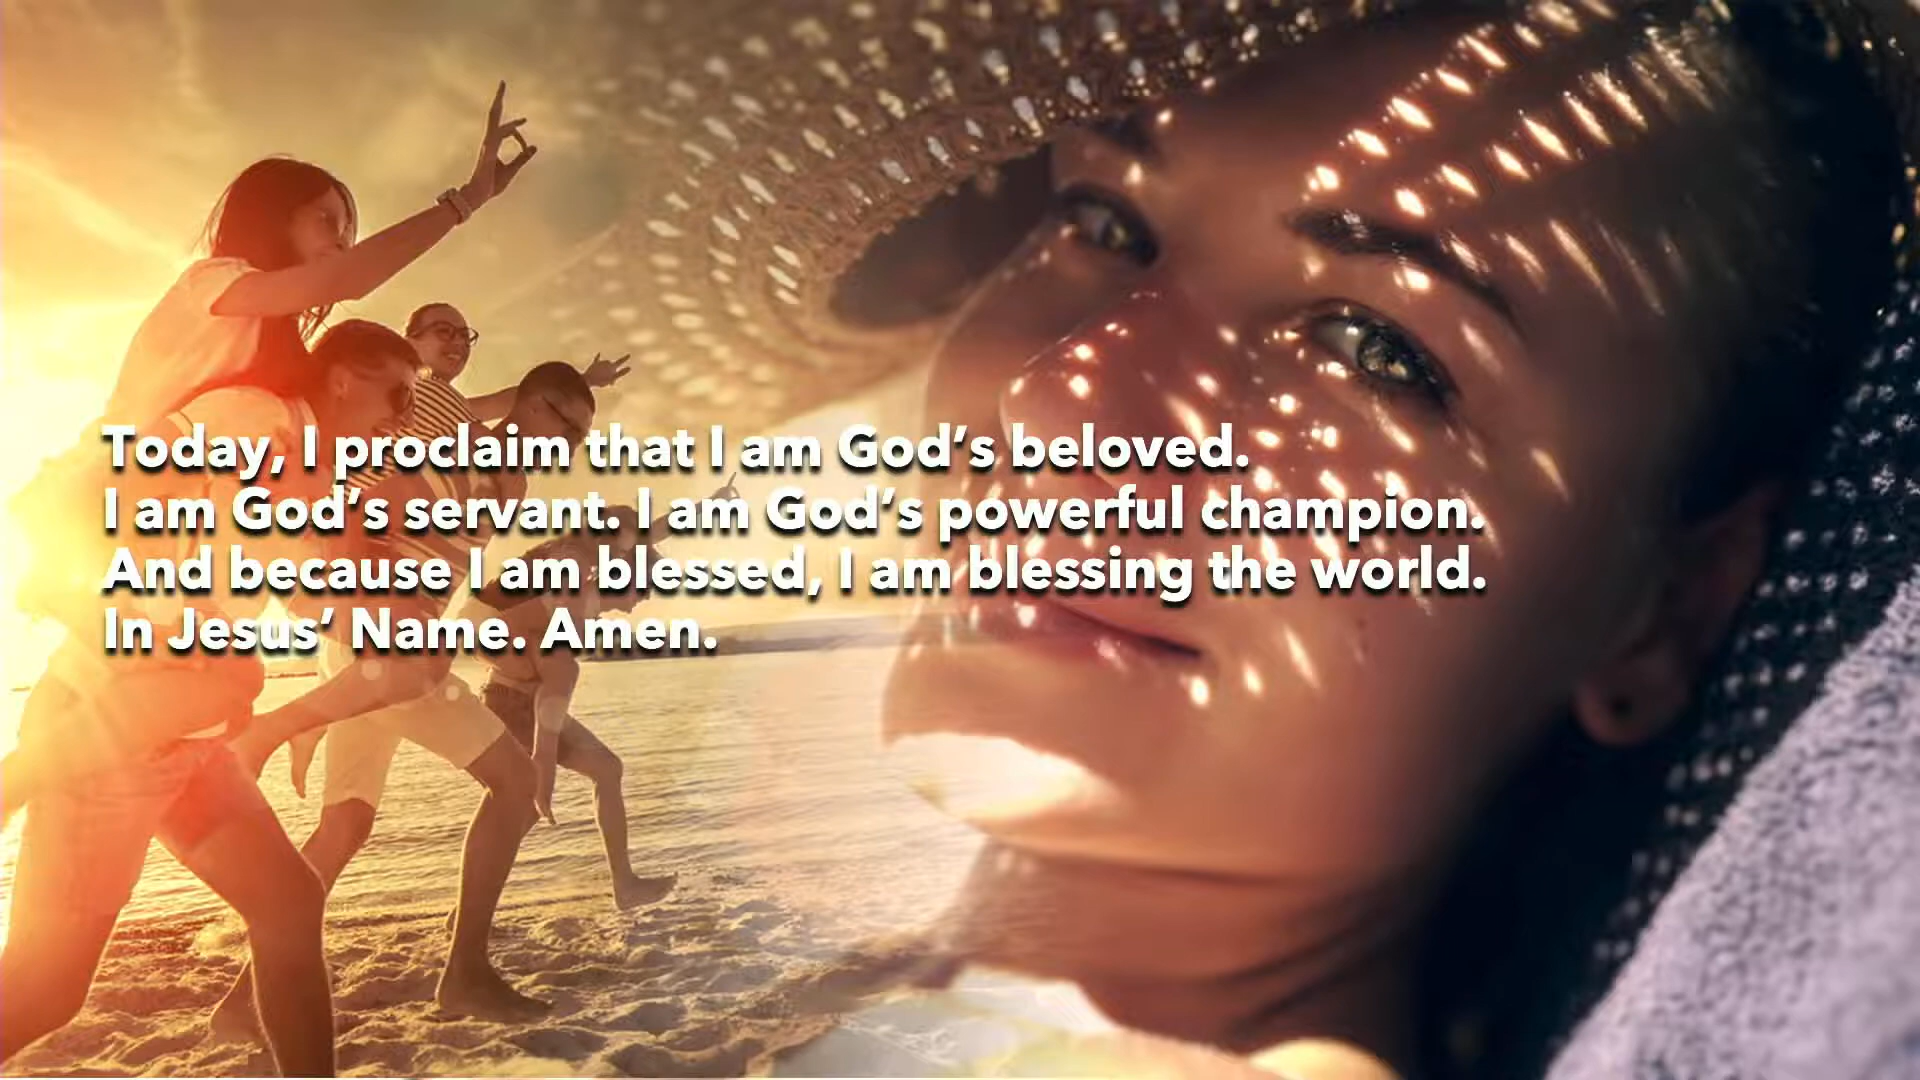 Today, I proclaim that I am God’s beloved.
I am God’s servant. I am God’s powerful champion.
And because I am blessed, I am blessing the world.
In Jesus’ Name. Amen.